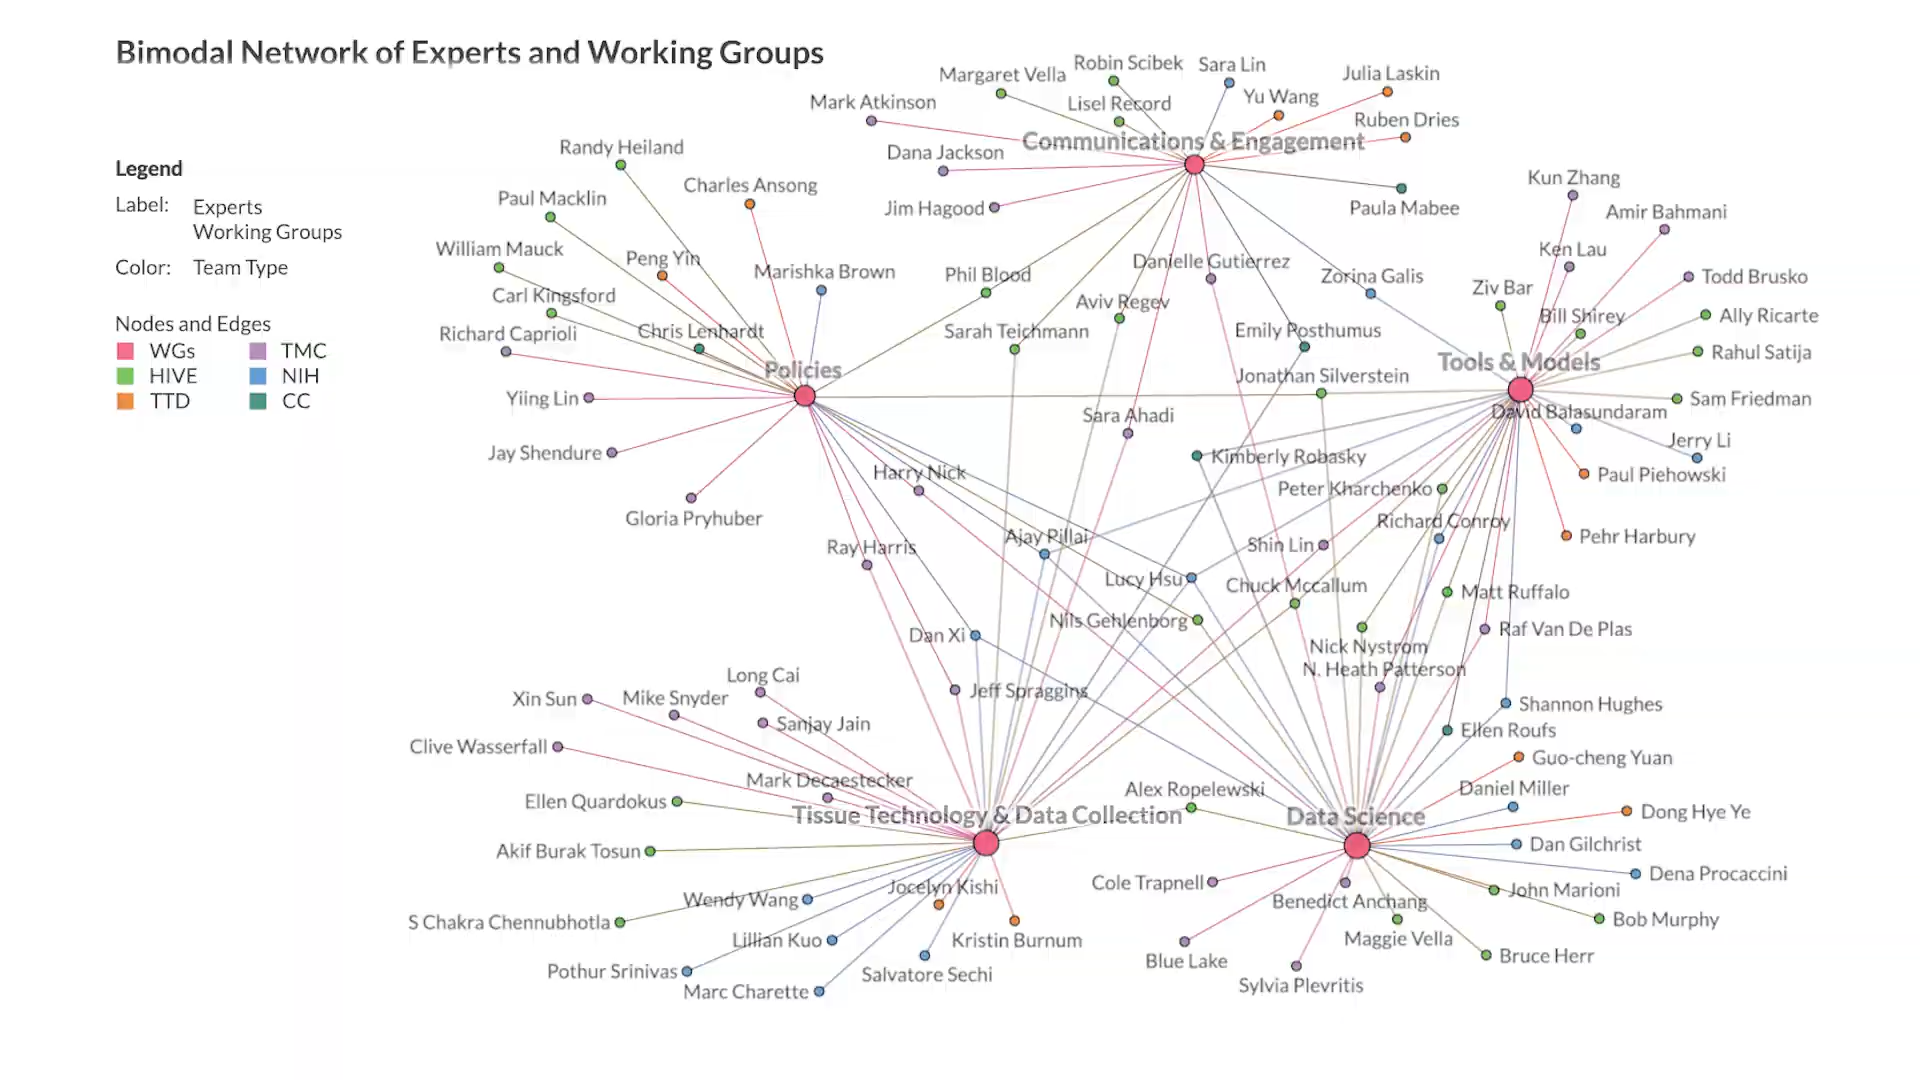 Bimodal Network of Experts and Working Groups
Legend
Label: Experts
Working Groups
Color: Team Type
Nodes and Edges
WGs
TMC
HIVE
NIH
TTD
CC
Robin Scibek
Sara Lin
Margaret Vella
Julia Laskin
Mark Atkinson
Lisel Record
Yu Wang
Ruben Dries
Communications & Engagement
Dana Jackson
Jim Hagood
Paula Mabee
Randy Heiland
Paul Macklin
Charles Ansong
William Mauck
Peng Yin
Marishka Brown
Carl Kingsford
Richard Caprioli
Chris Lenhardt
Policies
Yiing Lin
Jay Shendure
Gloria Pryhuber
Phil Blood
Danielle Gutierrez
Zorina Galis
Aviv Regev
Sarah Teichmann
Emily Posthumus
Jonathan Silverstein
Sara Ahadi
Kun Zhang
Amir Bahmani
Ken Lau
Todd Brusko
Ziv Bar
Bill Shirey
Ally Ricarte
Rahul Satija
Tools & Models
Sam Friedman
David Balasundaram
Jerry Li
Paul Piehowski
Pehr Harbury
Kimberly Robasky
Harry Nick
Peter Kharchenko
Richard Conroy
Ajay Pillai
Ray Harris
Shin Lin
Lucy Hsu
Chuck Mccallum
Matt Ruffalo
Nils Gehlenborg
Dan Xi
Raf Van De Plas
Nick Nystrom
N. Heath Patterson
Jeff Spraggins
Shannon Hughes
Ellen Roufs
Long Cai
Xin Sun
Mike Snyder
Sanjay Jain
Clive Wasserfall
Mark Decaestecker
Ellen Quardokus
Tissue Technology & Data Collection
Akif Burak Tosun
Wendy Wang
Jocelyn Kishi
S Chakra Chennubhotla
Lillian Kuo
Kristin Burnum
Pothur Srinivas
Salvatore Sechi
Marc Charette
Alex Ropelewski
Data Science
Guo-cheng Yuan
Daniel Miller
Dong Hye Ye
Dan Gilchrist
Dena Procaccini
Cole Trapnell
John Marioni
Benedict Anchang
Bob Murphy
Maggie Vella
Blue Lake
Bruce Herr
Sylvia Plevritis